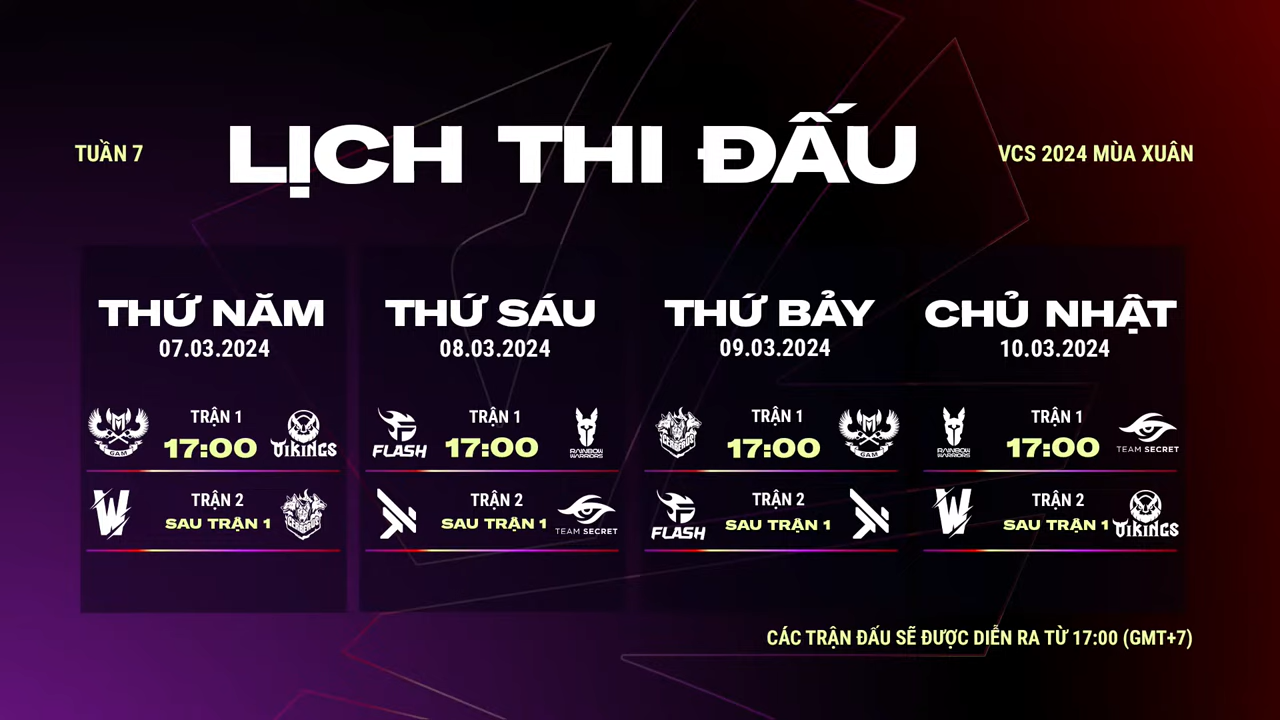 TUẦN 7
LỊCH THI ĐẤU
VCS 2024 MÙA XUÂN
THỨ NĂM
07.03.2024
GAM
TRẬN 1
17:00
VIKINGS
W
TRẬN 2
SAU TRẬN 1
CERBERUS
THỨ SÁU
08.03.2024
FLASH
TRẬN 1
17:00
RAINBOW
WARRIORS
TRẬN 2
SAU TRẬN 1
TEAM SECRET
THỨ BẢY
09.03.2024
CERBERUS
TRẬN 1
17:00
GAM
FLASH
TRẬN 2
SAU TRẬN 1
CHỦ NHẬT
10.03.2024
RAINBOW
WARRIORS
TRẬN 1
17:00
TEAM SECRET
W
TRẬN 2
SAU TRẬN 1
VIKINGS
CÁC TRẬN ĐẤU SẼ ĐƯỢC DIỄN RA TỪ 17:00 (GMT+7)